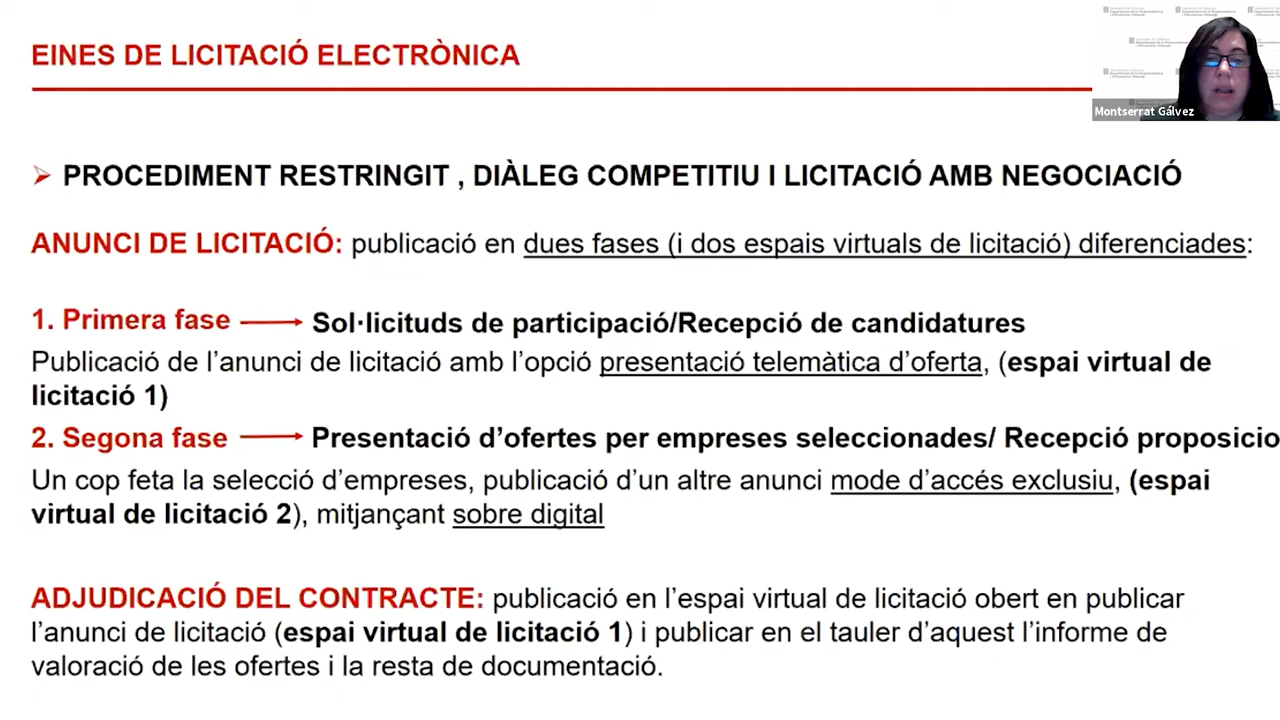 EINES DE LICITACIÓ ELECTRÒNICA
Montserrat Gálvez
PROCEDIMENT RESTRINGIT , DIÀLEG COMPETITIU I LICITACIÓ AMB NEGOCIACIÓ
ANUNCI DE LICITACIÓ: publicació en dues fases (i dos espais virtuals de licitació) diferenciades:
1. Primera fase Sol·licituds de participació/Recepció de candidatures
Publicació de l’anunci de licitació amb l’opció presentació telemàtica d’oferta, (espai virtual de
licitació 1)
2. Segona fase Presentació d’ofertes per empreses seleccionades/ Recepció proposicio
Un cop feta la selecció d’empreses, publicació d’un altre anunci mode d’accés exclusiu, (espai
virtual de licitació 2), mitjançant sobre digital
ADJUDICACIÓ DEL CONTRACTE: publicació en l’espai virtual de licitació obert en publicar
l’anunci de licitació (espai virtual de licitació 1) i publicar en el tauler d’aquest l’informe de
valoració de les ofertes i la resta de documentació.